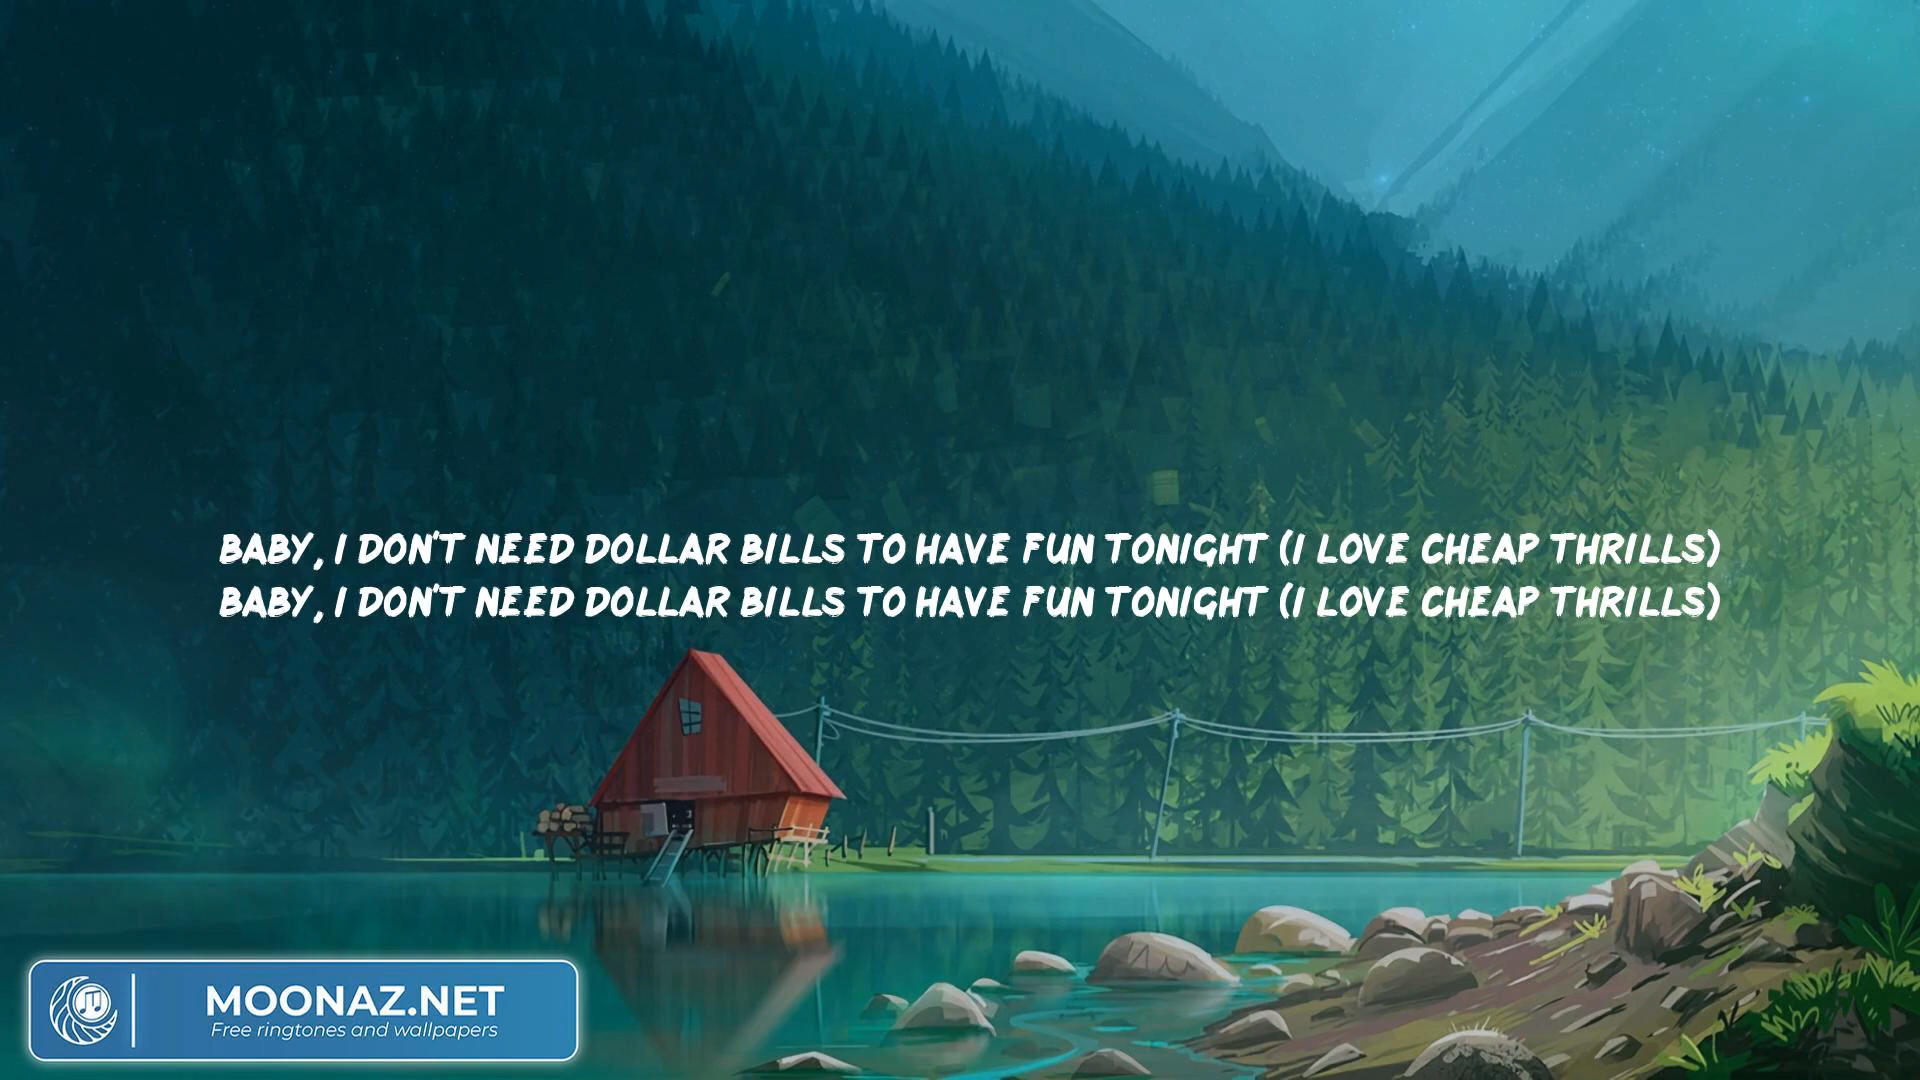 BABY, I DON'T NEED DOLLAR BILLS TO HAVE FUN TONIGHT (I LOVE CHEAP THRILLS)
BABY, I DON'T NEED DOLLAR BILLS TO HAVE FUN TONIGHT (I LOVE CHEAP THRILLS)
MOONAZ.NET
Free ringtones and wallpapers